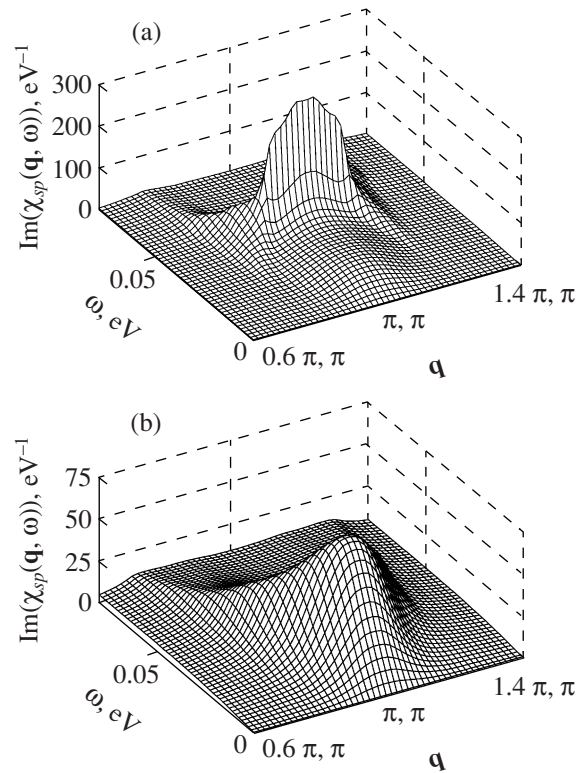 (a)
Im(χsp(q, ω)), eV⁻¹
300
200
100
0
0.05
ω, eV
0
0.6 π, π
π, π
1.4 π, π
q
(b)
Im(χsp(q, ω)), eV⁻¹
75
50
25
0
0.05
ω, eV
0
0.6 π, π
π, π
1.4 π, π
q